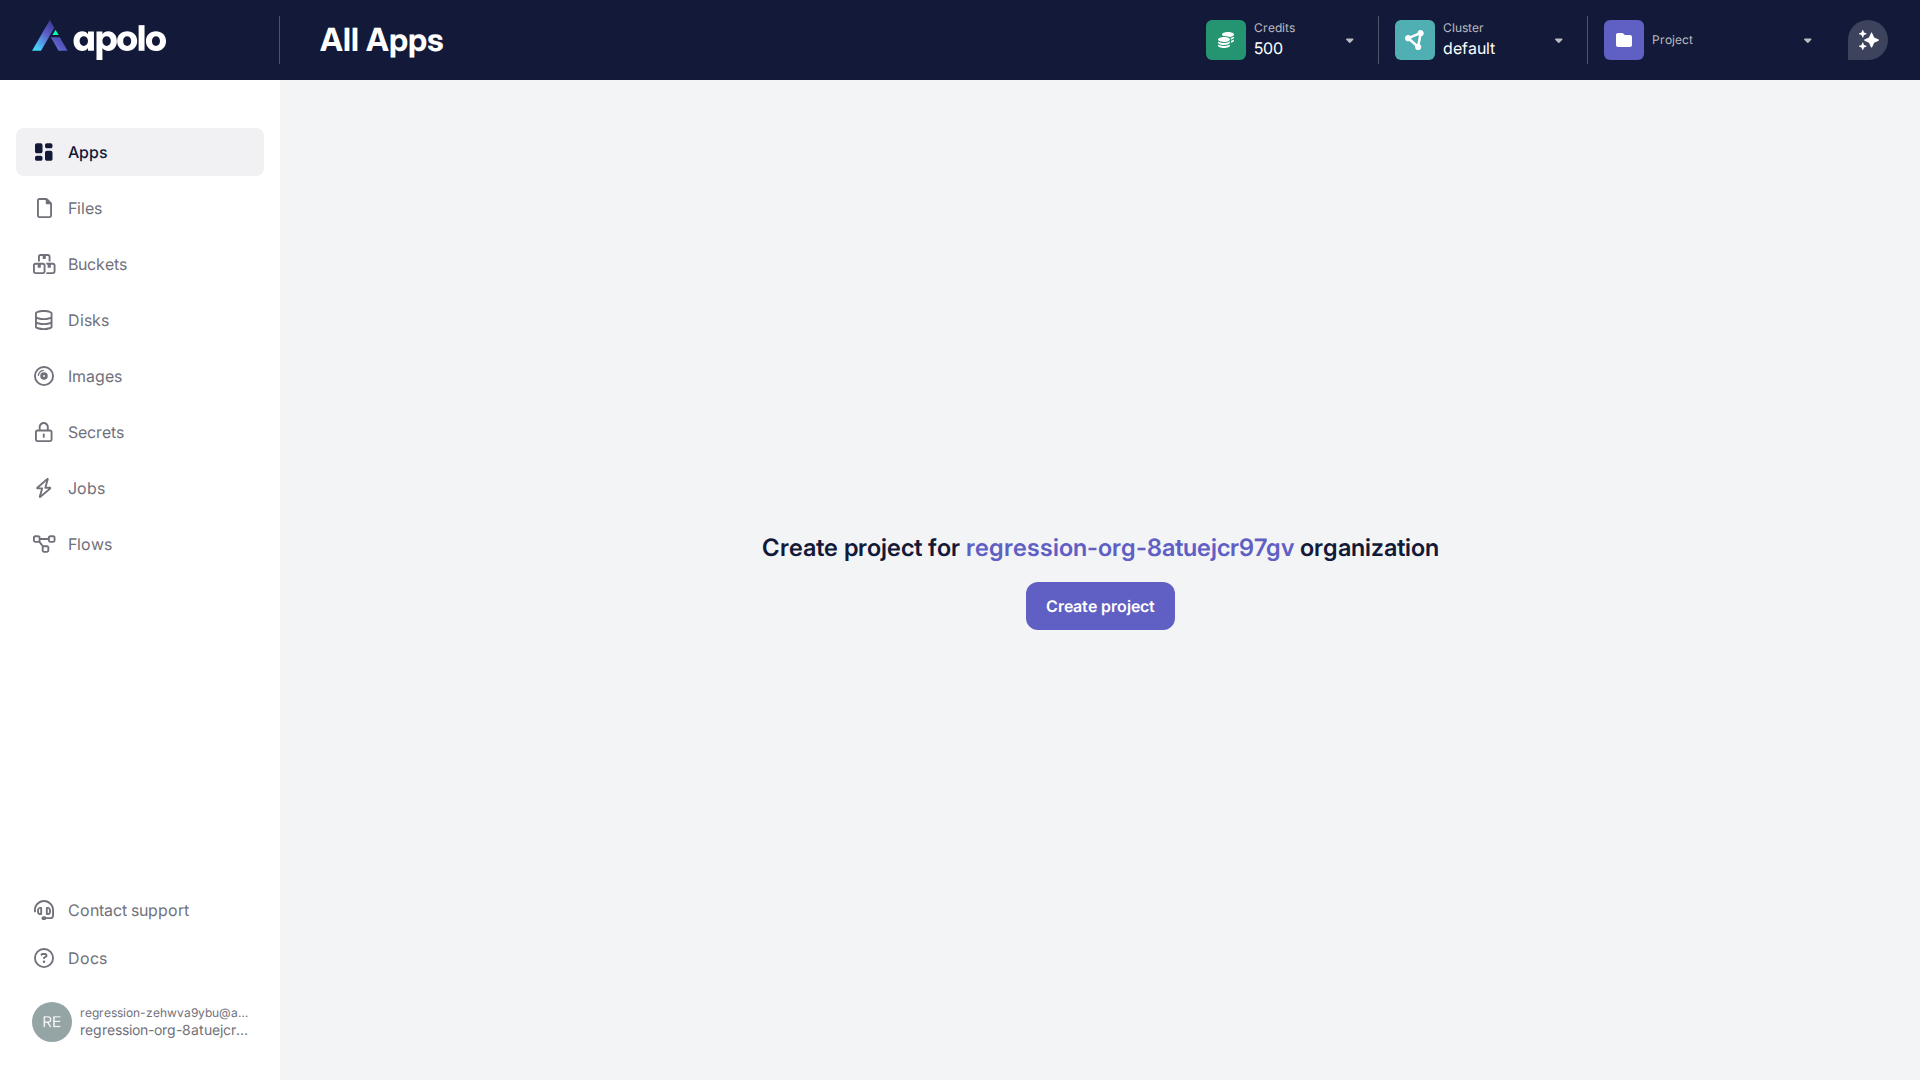 apolo
All Apps
Credits
500
Cluster
default
Project
Apps
Files
Buckets
Disks
Images
Secrets
Jobs
Flows
Create project for regression-org-8atuejcr97gv organization
Create project
Contact support
Docs
RE
regression-zehwva9ybu@a...
regression-org-8atuejcr...